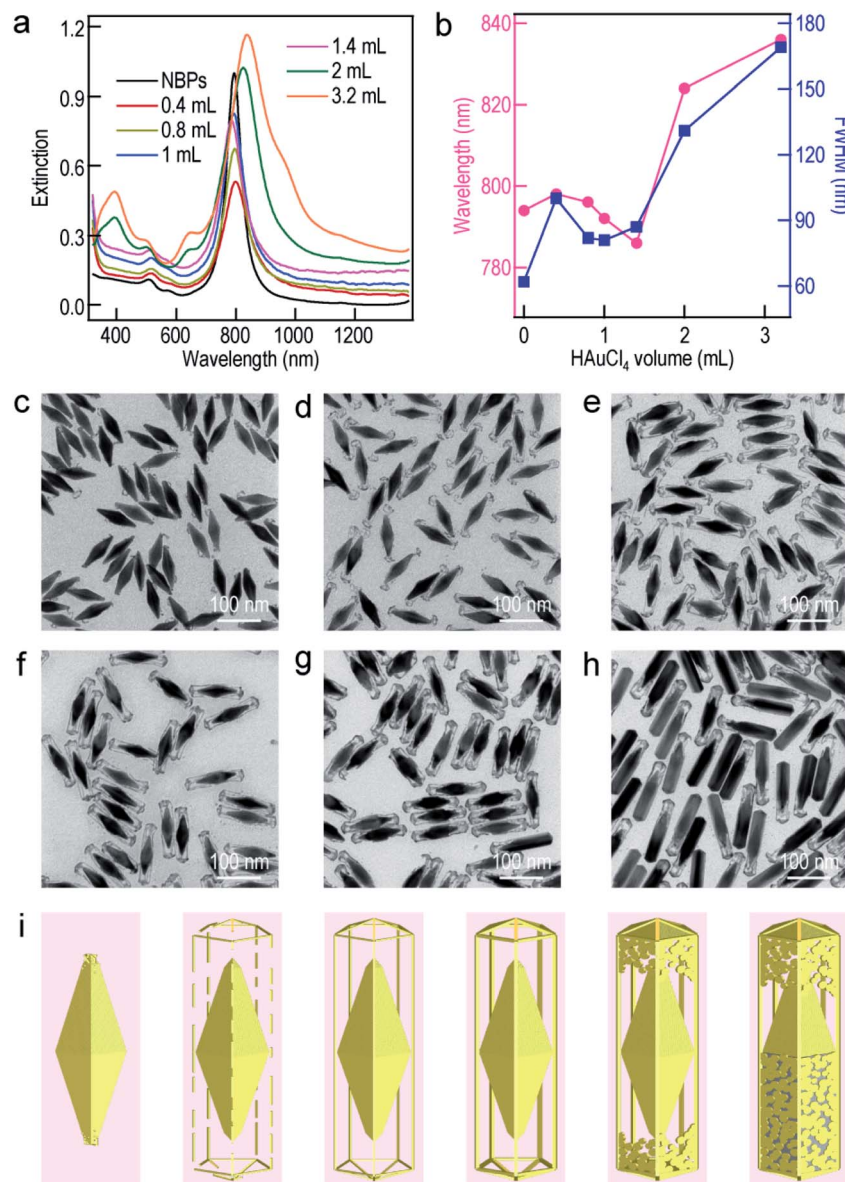 a
1.2
0.9
0.6
0.3
0.0
Extinction
NBPs
0.4 mL
0.8 mL
1 mL
1.4 mL
2 mL
3.2 mL
400 600 800 1000 1200
Wavelength (nm)
b
840
820
800
780
Wavelength (nm)
180
150
120
90
60
FWHM (nm)
0 1 2 3
HAuCl₄ volume (mL)
c
100 nm
d
100 nm
e
100 nm
f
100 nm
g
100 nm
h
100 nm
i